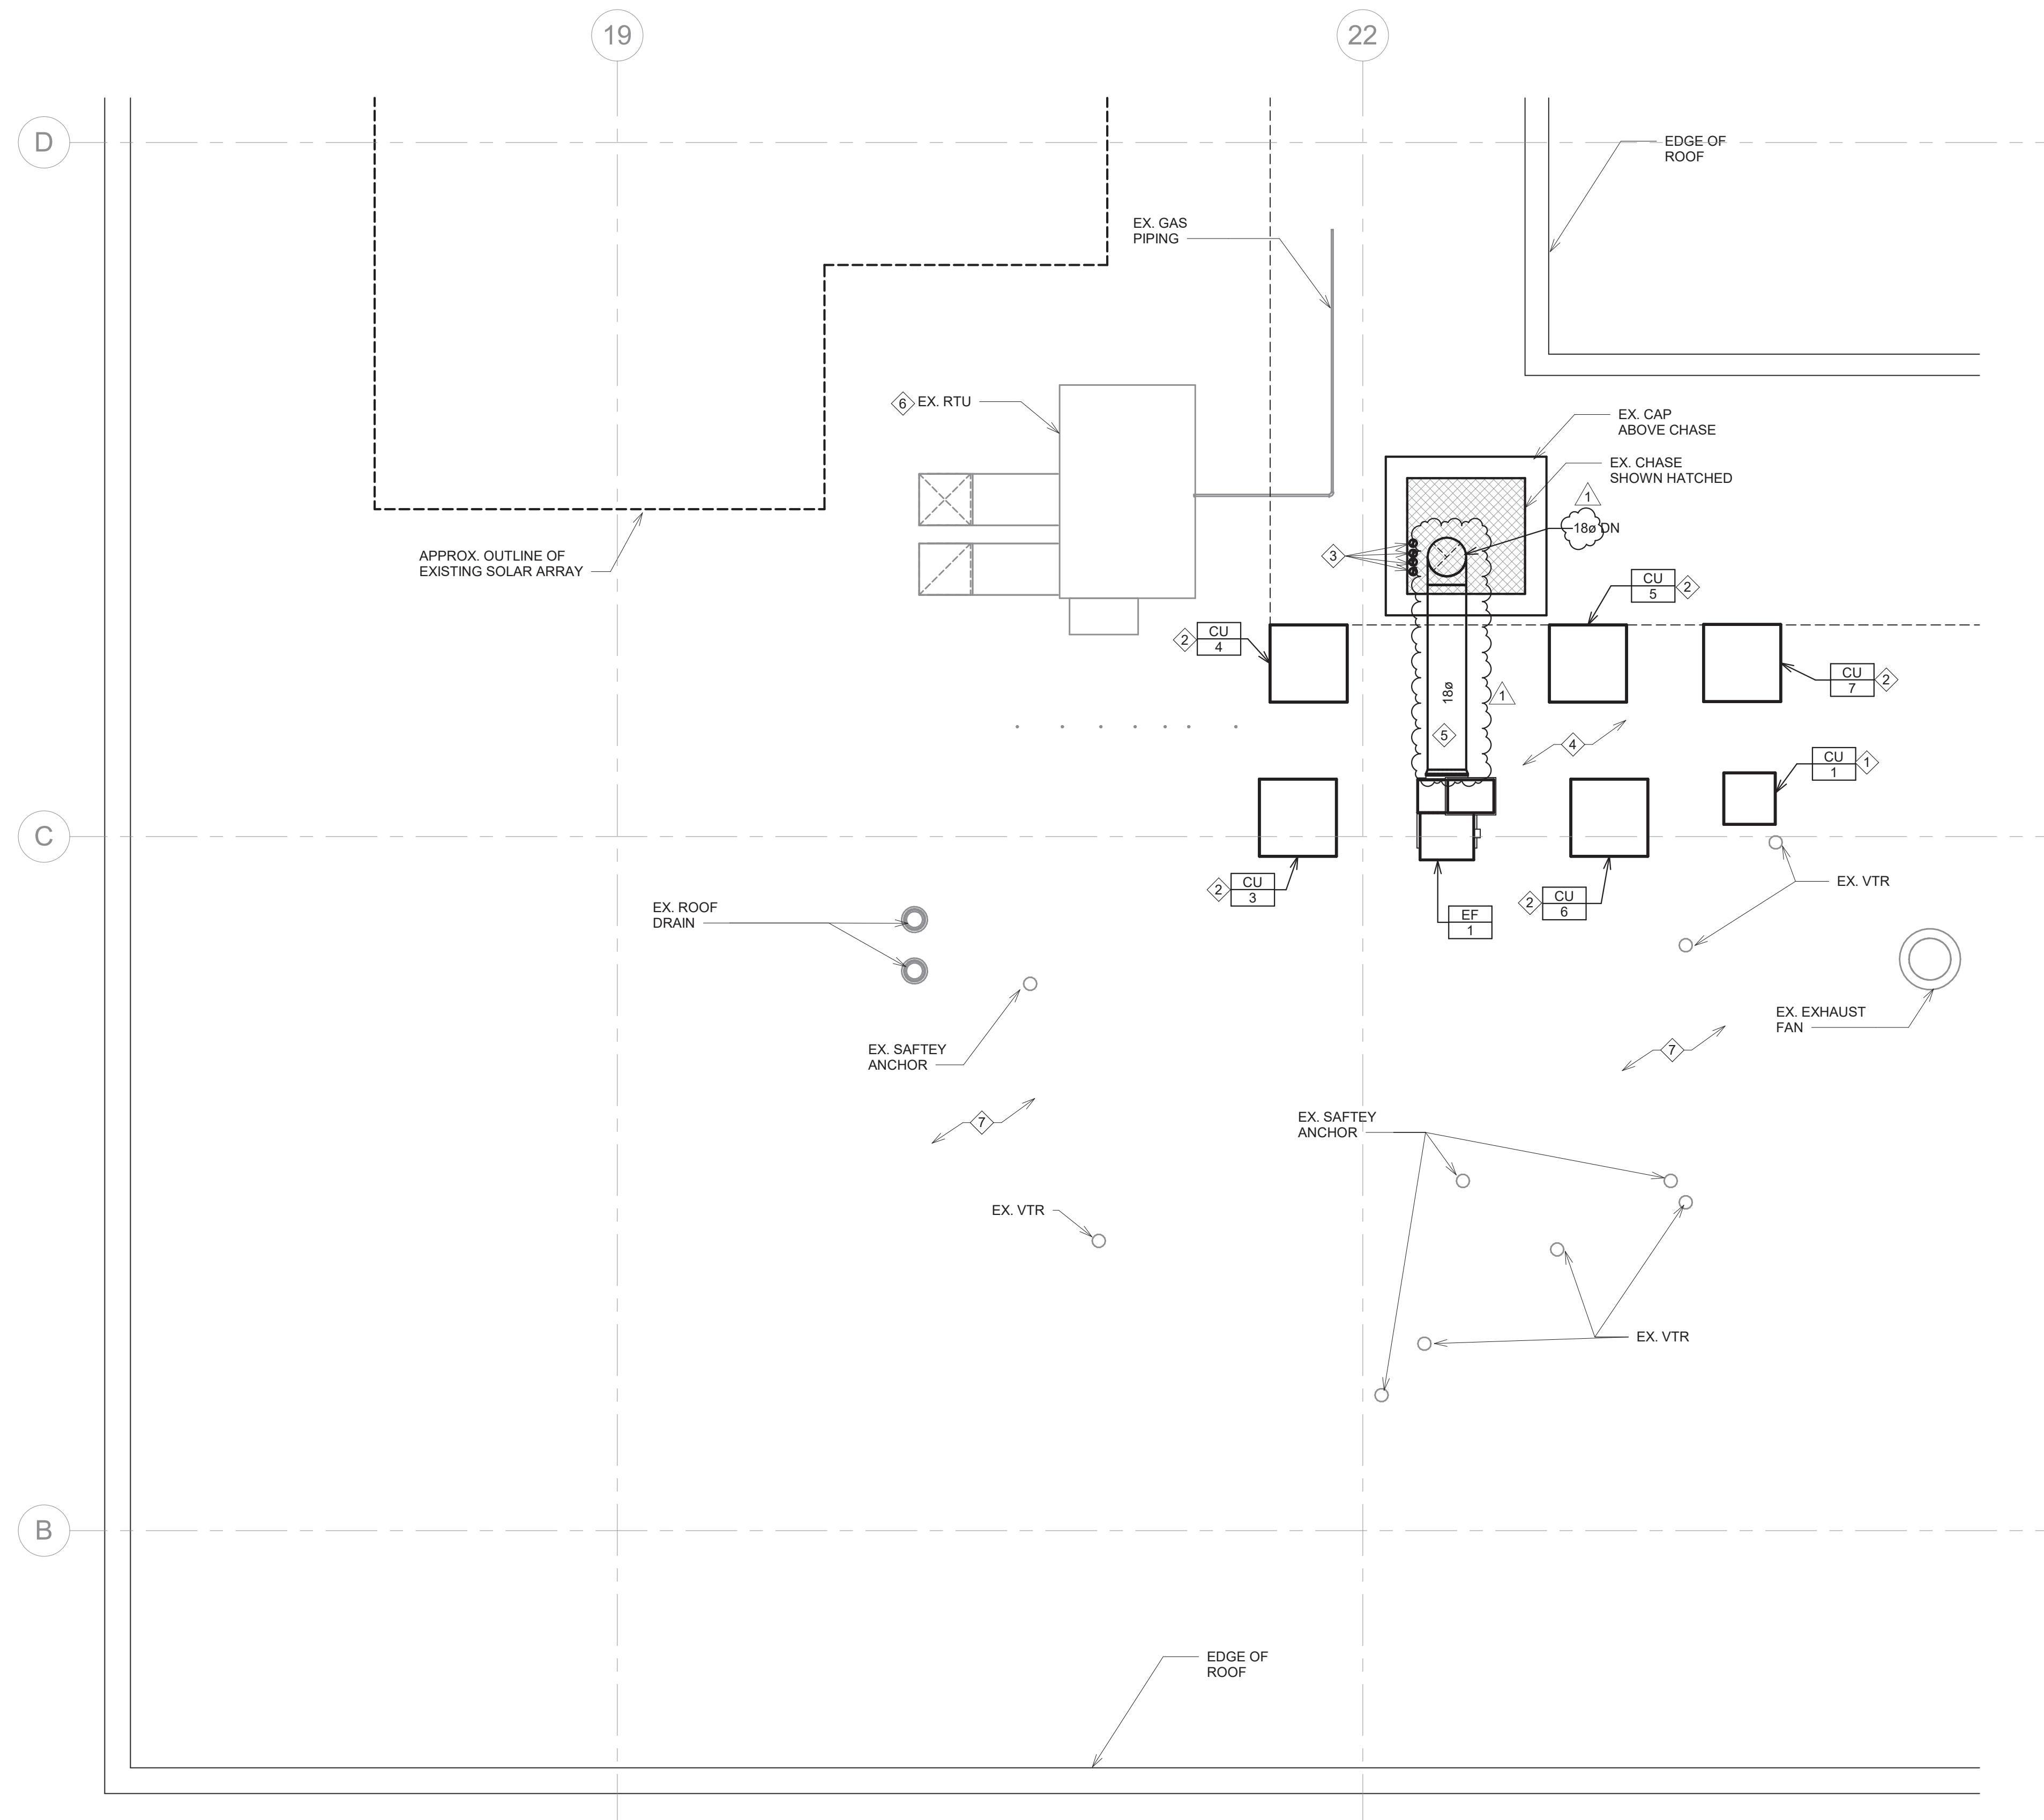 19
22
D
EDGE OF
ROOF
EX. GAS
PIPING
6
EX. RTU
EX. CAP
ABOVE CHASE
EX. CHASE
SHOWN HATCHED
1
18ø DN
3
APPROX. OUTLINE OF
EXISTING SOLAR ARRAY
CU
5
2
2
CU
4
18ø
1
CU
7
2
5
4
CU
1
1
C
2
CU
3
2
CU
6
EX. VTR
EF
1
EX. ROOF
DRAIN
EX. EXHAUST
FAN
EX. SAFTEY
ANCHOR
7
7
EX. SAFTEY
ANCHOR
EX. VTR
EX. VTR
B
EDGE OF
ROOF